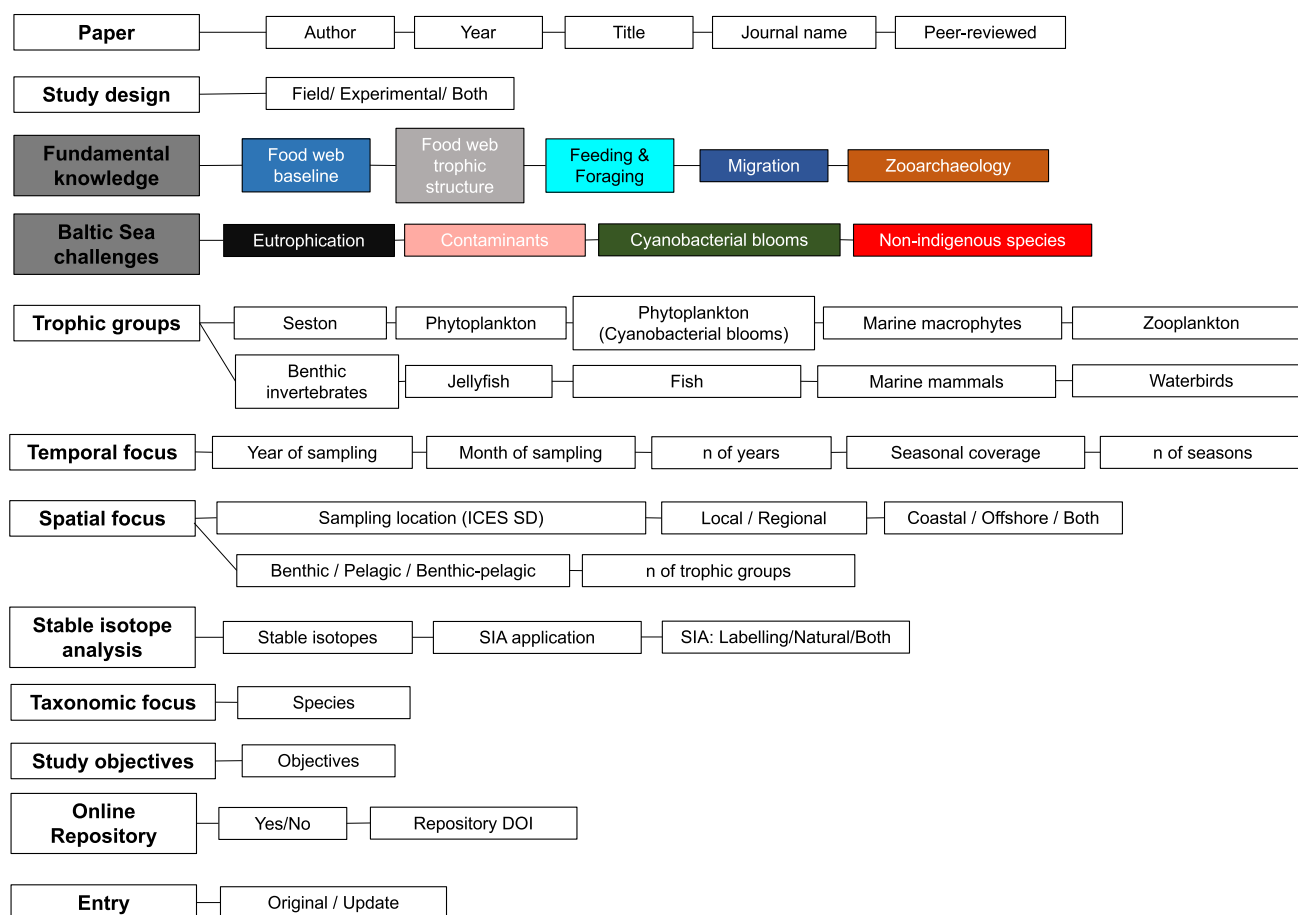 Paper
Author
Year
Title
Journal name
Peer-reviewed
Study design
Field/ Experimental/ Both
Fundamental
knowledge
Food web
baseline
Food web
trophic
structure
Feeding &
Foraging
Migration
Zooarchaeology
Baltic Sea
challenges
Eutrophication
Contaminants
Cyanobacterial blooms
Non-indigenous species
Trophic groups
Seston
Phytoplankton
Phytoplankton
(Cyanobacterial blooms)
Marine macrophytes
Zooplankton
Benthic
invertebrates
Jellyfish
Fish
Marine mammals
Waterbirds
Temporal focus
Year of sampling
Month of sampling
n of years
Seasonal coverage
n of seasons
Spatial focus
Sampling location (ICES SD)
Local / Regional
Coastal / Offshore / Both
Benthic / Pelagic / Benthic-pelagic
n of trophic groups
Stable isotope
analysis
Stable isotopes
SIA application
SIA: Labelling/Natural/Both
Taxonomic focus
Species
Study objectives
Objectives
Online
Repository
Yes/No
Repository DOI
Entry
Original / Update